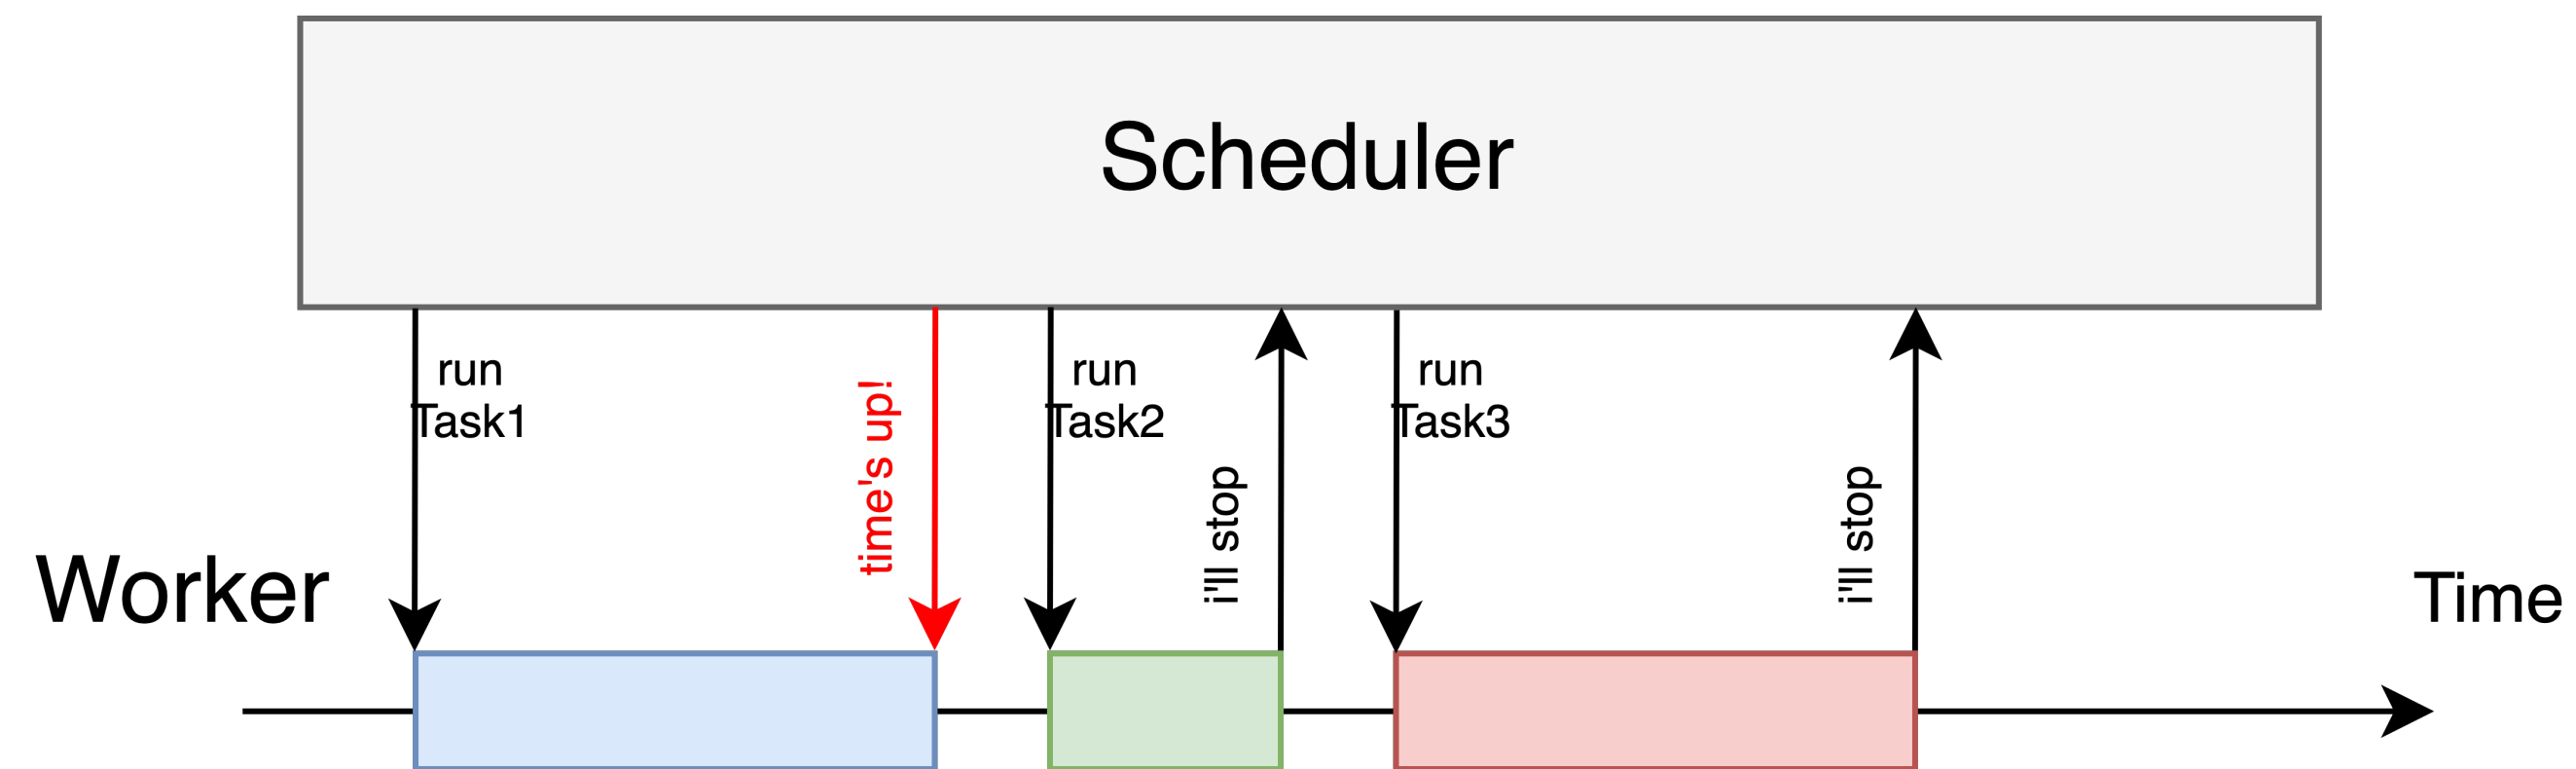 Scheduler
run
Task1
time's up!
run
Task2
i'll stop
run
Task3
i'll stop
Worker
Time